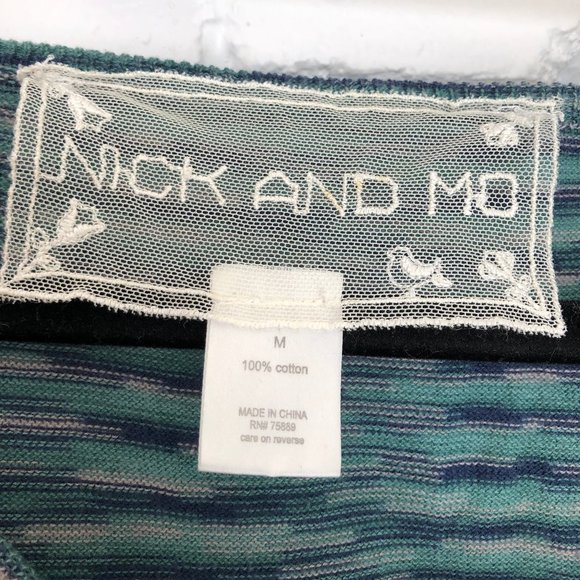 NICK AND MO
M
100% cotton
MADE IN CHINA
RN# 75889
care on reverse